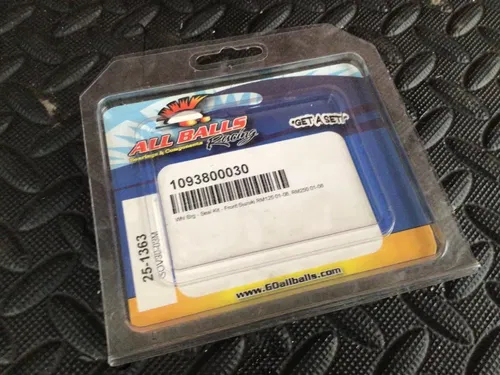 ALL BALLS
Racing
Bearings & Components
"GET A SET!"
1093800030
Whl Brg - Seal Kit - Front Suzuki RM125 01-08, RM250 01-08
25-1363
www.60allballs.com